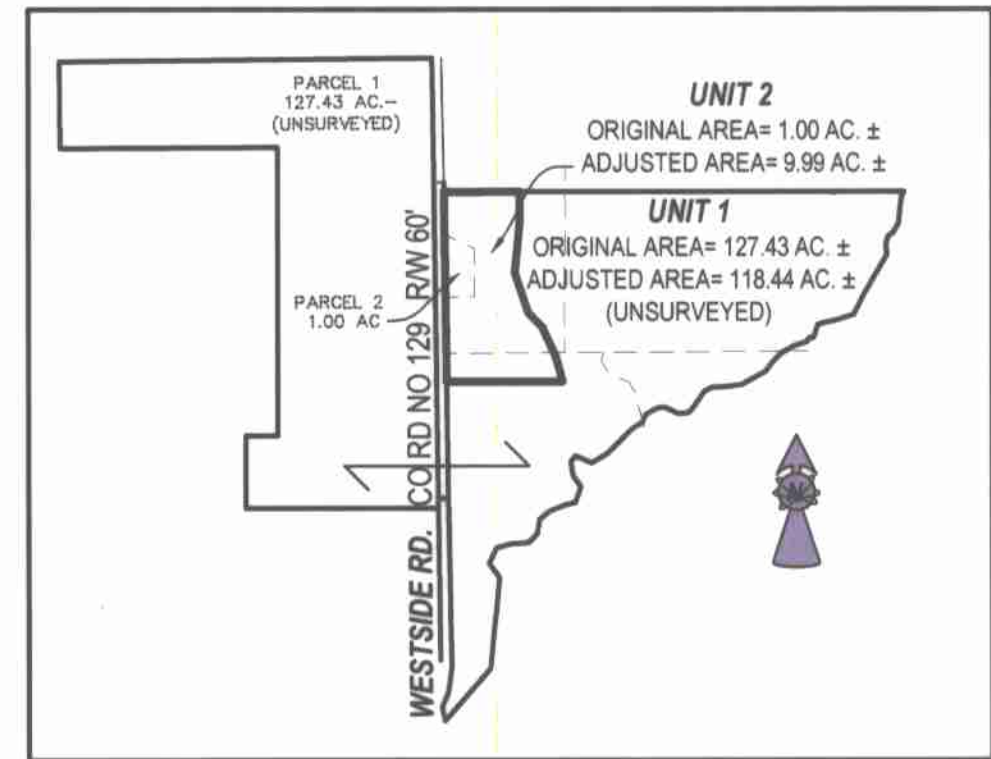 PARCEL 1
127.43 AC.–
(UNSURVEYED)
UNIT 2
ORIGINAL AREA= 1.00 AC. ±
ADJUSTED AREA= 9.99 AC. ±
UNIT 1
ORIGINAL AREA= 127.43 AC. ±
ADJUSTED AREA= 118.44 AC. ±
(UNSURVEYED)
PARCEL 2
1.00 AC
WESTSIDE RD. CO RD NO 129 R/W 60'
N